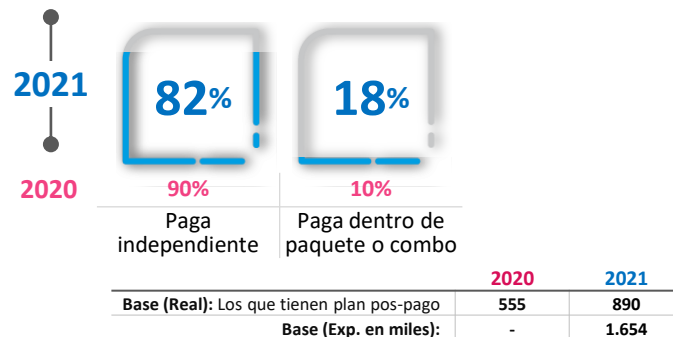 2021
82%
18%
2020
90%
10%
Paga
independiente
Paga dentro de
paquete o combo
2020
2021
Base (Real): Los que tienen plan pos-pago
555
890
Base (Exp. en miles):
-
1.654